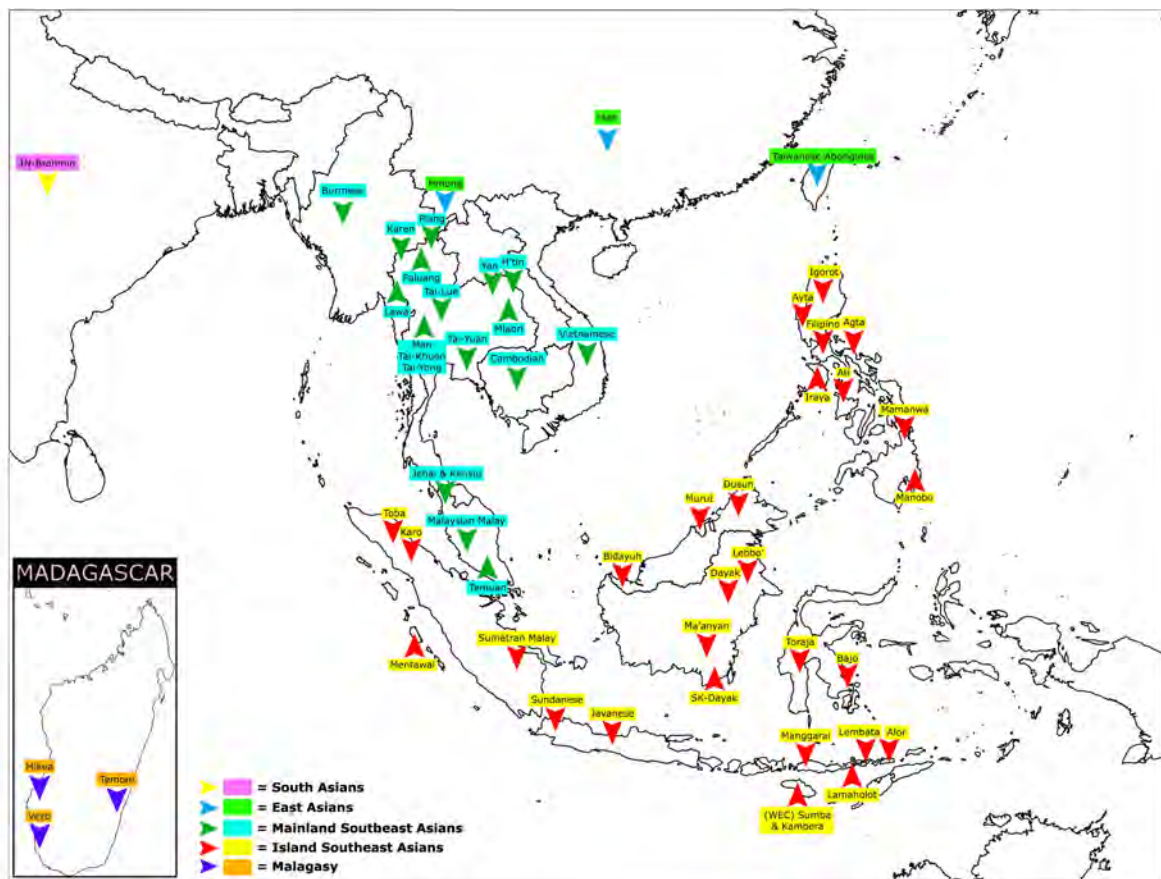 Han
IN-Brahmin
Taiwanese Aborigines
Burmese
Hmong
Plang
Karen
Paluang
Yan
H'tin
Tai-Lue
Lawa
Mlabri
Mon
Tai-Khuen
Tai-Yong
Tai-Yuan
Cambodian
Vietnamese
Igorot
Ayta
Filipino
Agta
Iraya
Ati
Mamanwa
Manobo
Jehai & Kensiu
Malaysian Malay
Temuan
Toba
Karo
Murut
Dusun
Bidayuh
Lebbo'
Dayak
Ma'anyan
SK-Dayak
Mentawai
Sumatran Malay
Toraja
Bajo
Sundanese
Javanese
Manggarai
Lembata
Alor
Lamaholot
(WEC) Sumba
& Kambera
MADAGASCAR
Mikea
Temoro
Vezo
= South Asians
= East Asians
= Mainland Southeast Asians
= Island Southeast Asians
= Malagasy